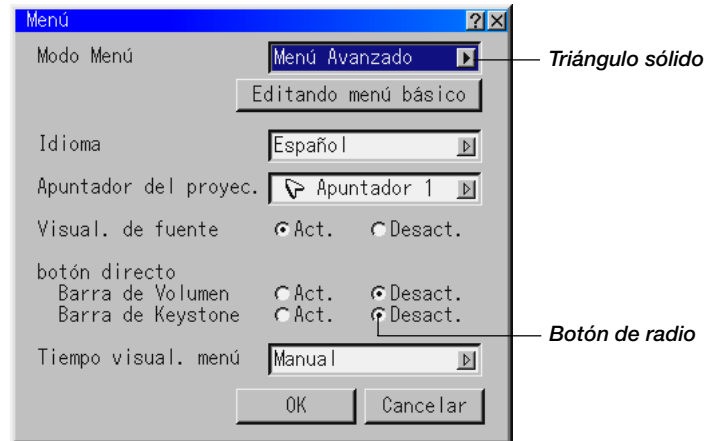 Menú
Modo Menú Menú Avanzado Triángulo sólido
Editando menú básico
Idioma Español
Apuntador del proyec. Apuntador 1
Visual. de fuente Act. Desact.
botón directo
Barra de Volumen Act. Desact.
Barra de Keystone Act. Desact.
Botón de radio
Tiempo visual. menú Manual
OK Cancelar